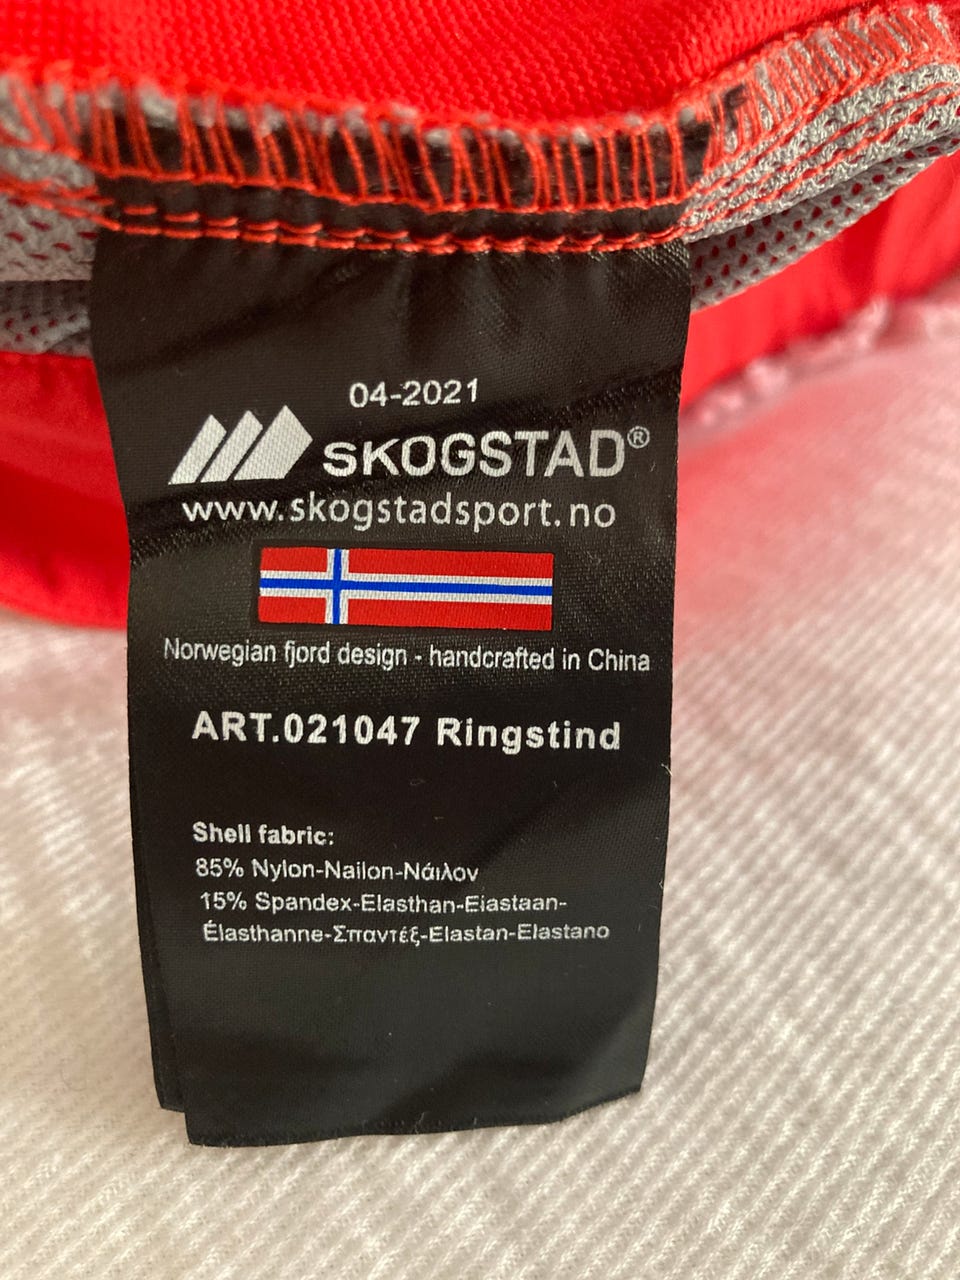 04-2021
SKOGSTAD®
www.skogstadsport.no
Norwegian fjord design - handcrafted in China
ART.021047 Ringstind
Shell fabric:
85% Nylon-Nailon-Νάιλον
15% Spandex-Elasthan-Elastaan-
Élasthanne-Σπαντέξ-Elastan-Elastano